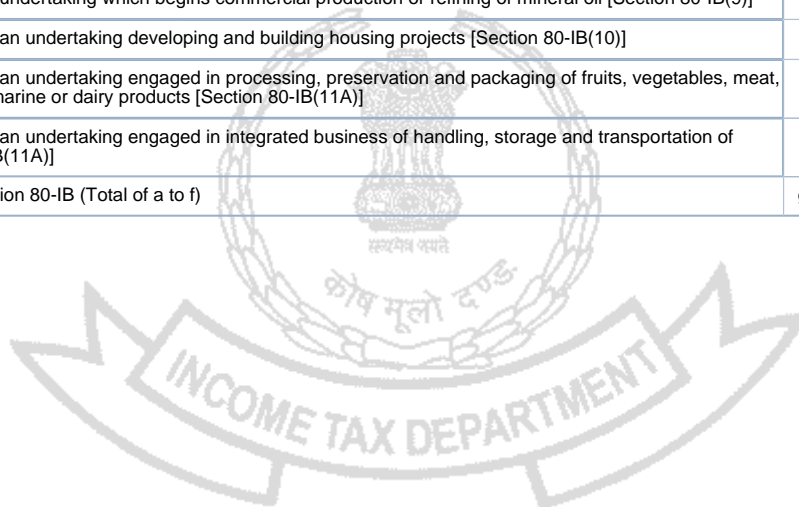 undertaking which begins commercial production or refining of mineral oil [Section 80-IB(9)]
an undertaking developing and building housing projects [Section 80-IB(10)]
an undertaking engaged in processing, preservation and packaging of fruits, vegetables, meat,
marine or dairy products [Section 80-IB(11A)]
an undertaking engaged in integrated business of handling, storage and transportation of
B(11A)]
ion 80-IB (Total of a to f)
सत्यमेव जयते
कोष मूलो दण्डः
INCOME TAX DEPARTMENT